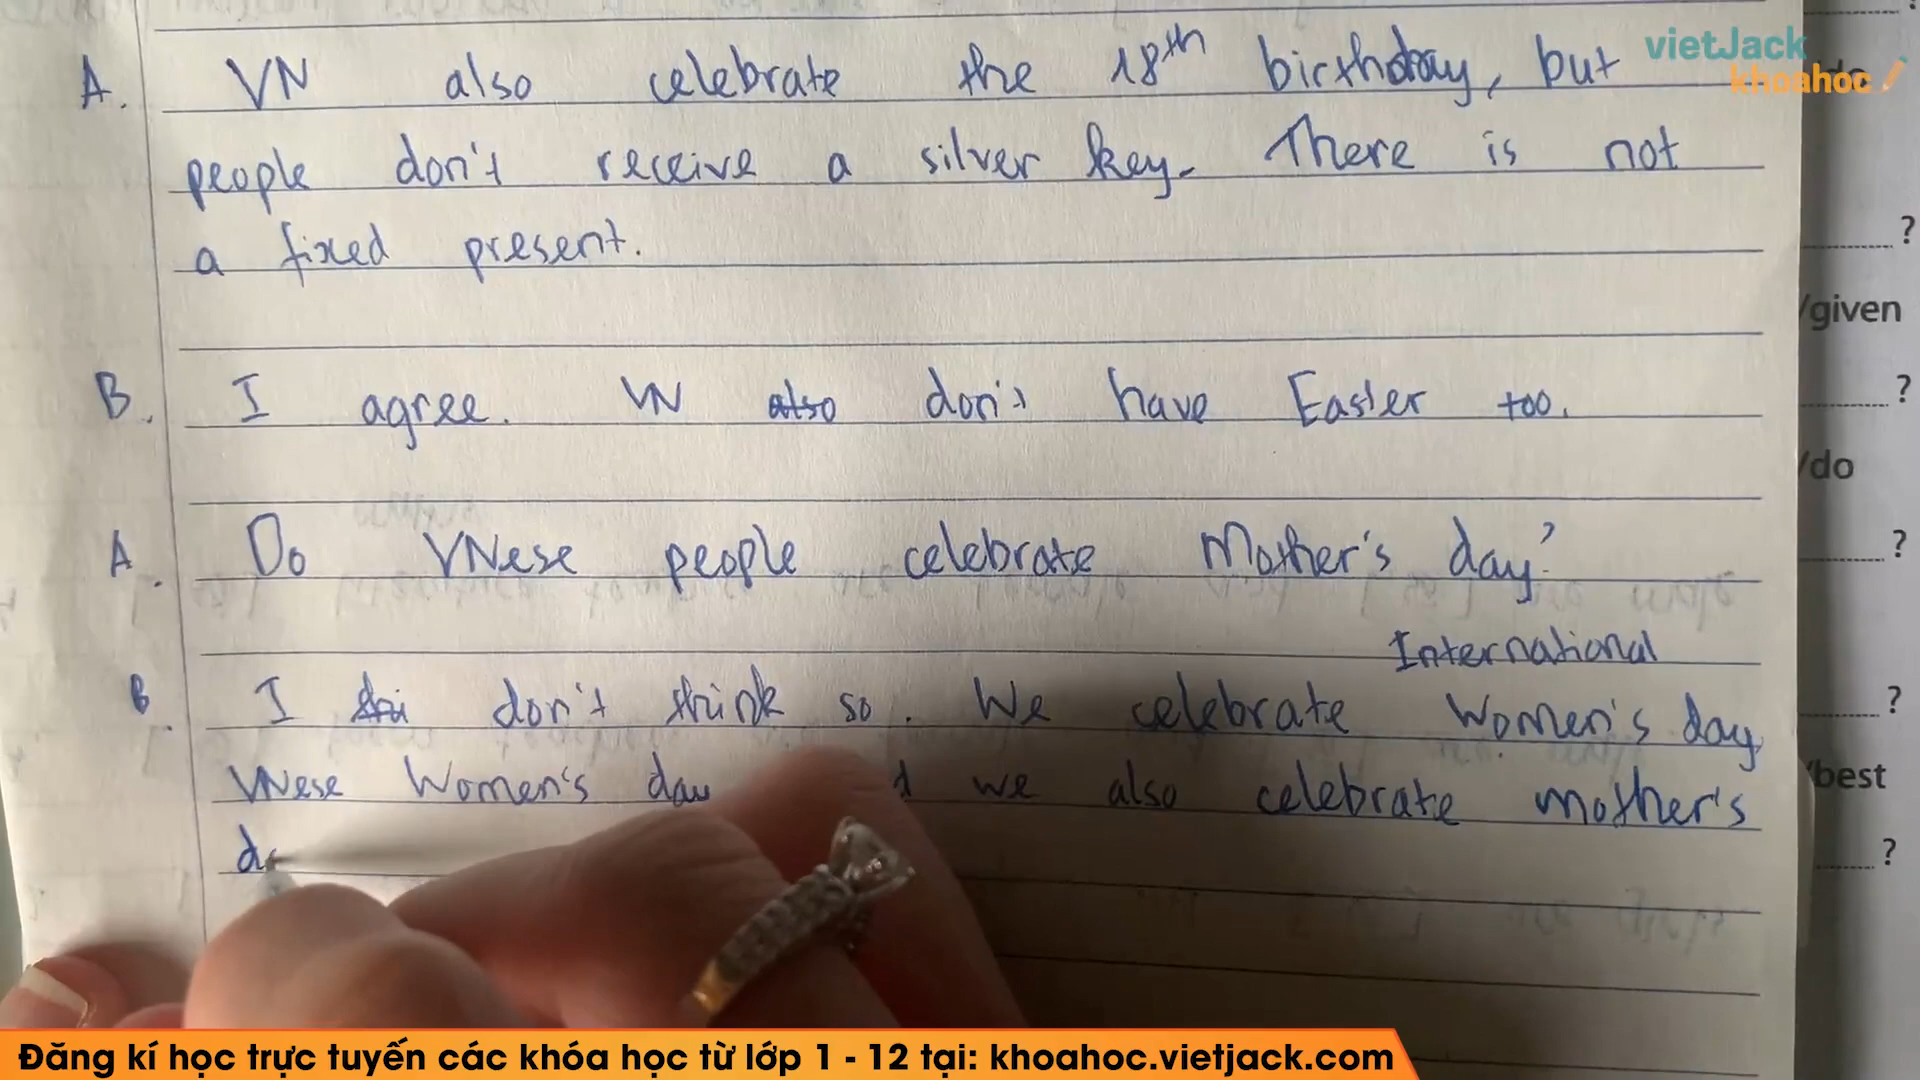 vietJack
khoahoc
A. VN also celebrate the 18th birthday, but
people don't receive a silver key. There is not
a fixed present.
?
/given
B. I agree. VN also don't have Easter too.
?
/do
A. Do VNese people celebrate Mother's day?
?
International
B. I thi don't think so. We celebrate Women's day,
?
VNese Women's day we also celebrate mother's
/best
?
Đăng kí học trực tuyến các khóa học từ lớp 1 - 12 tại: khoahoc.vietjack.com